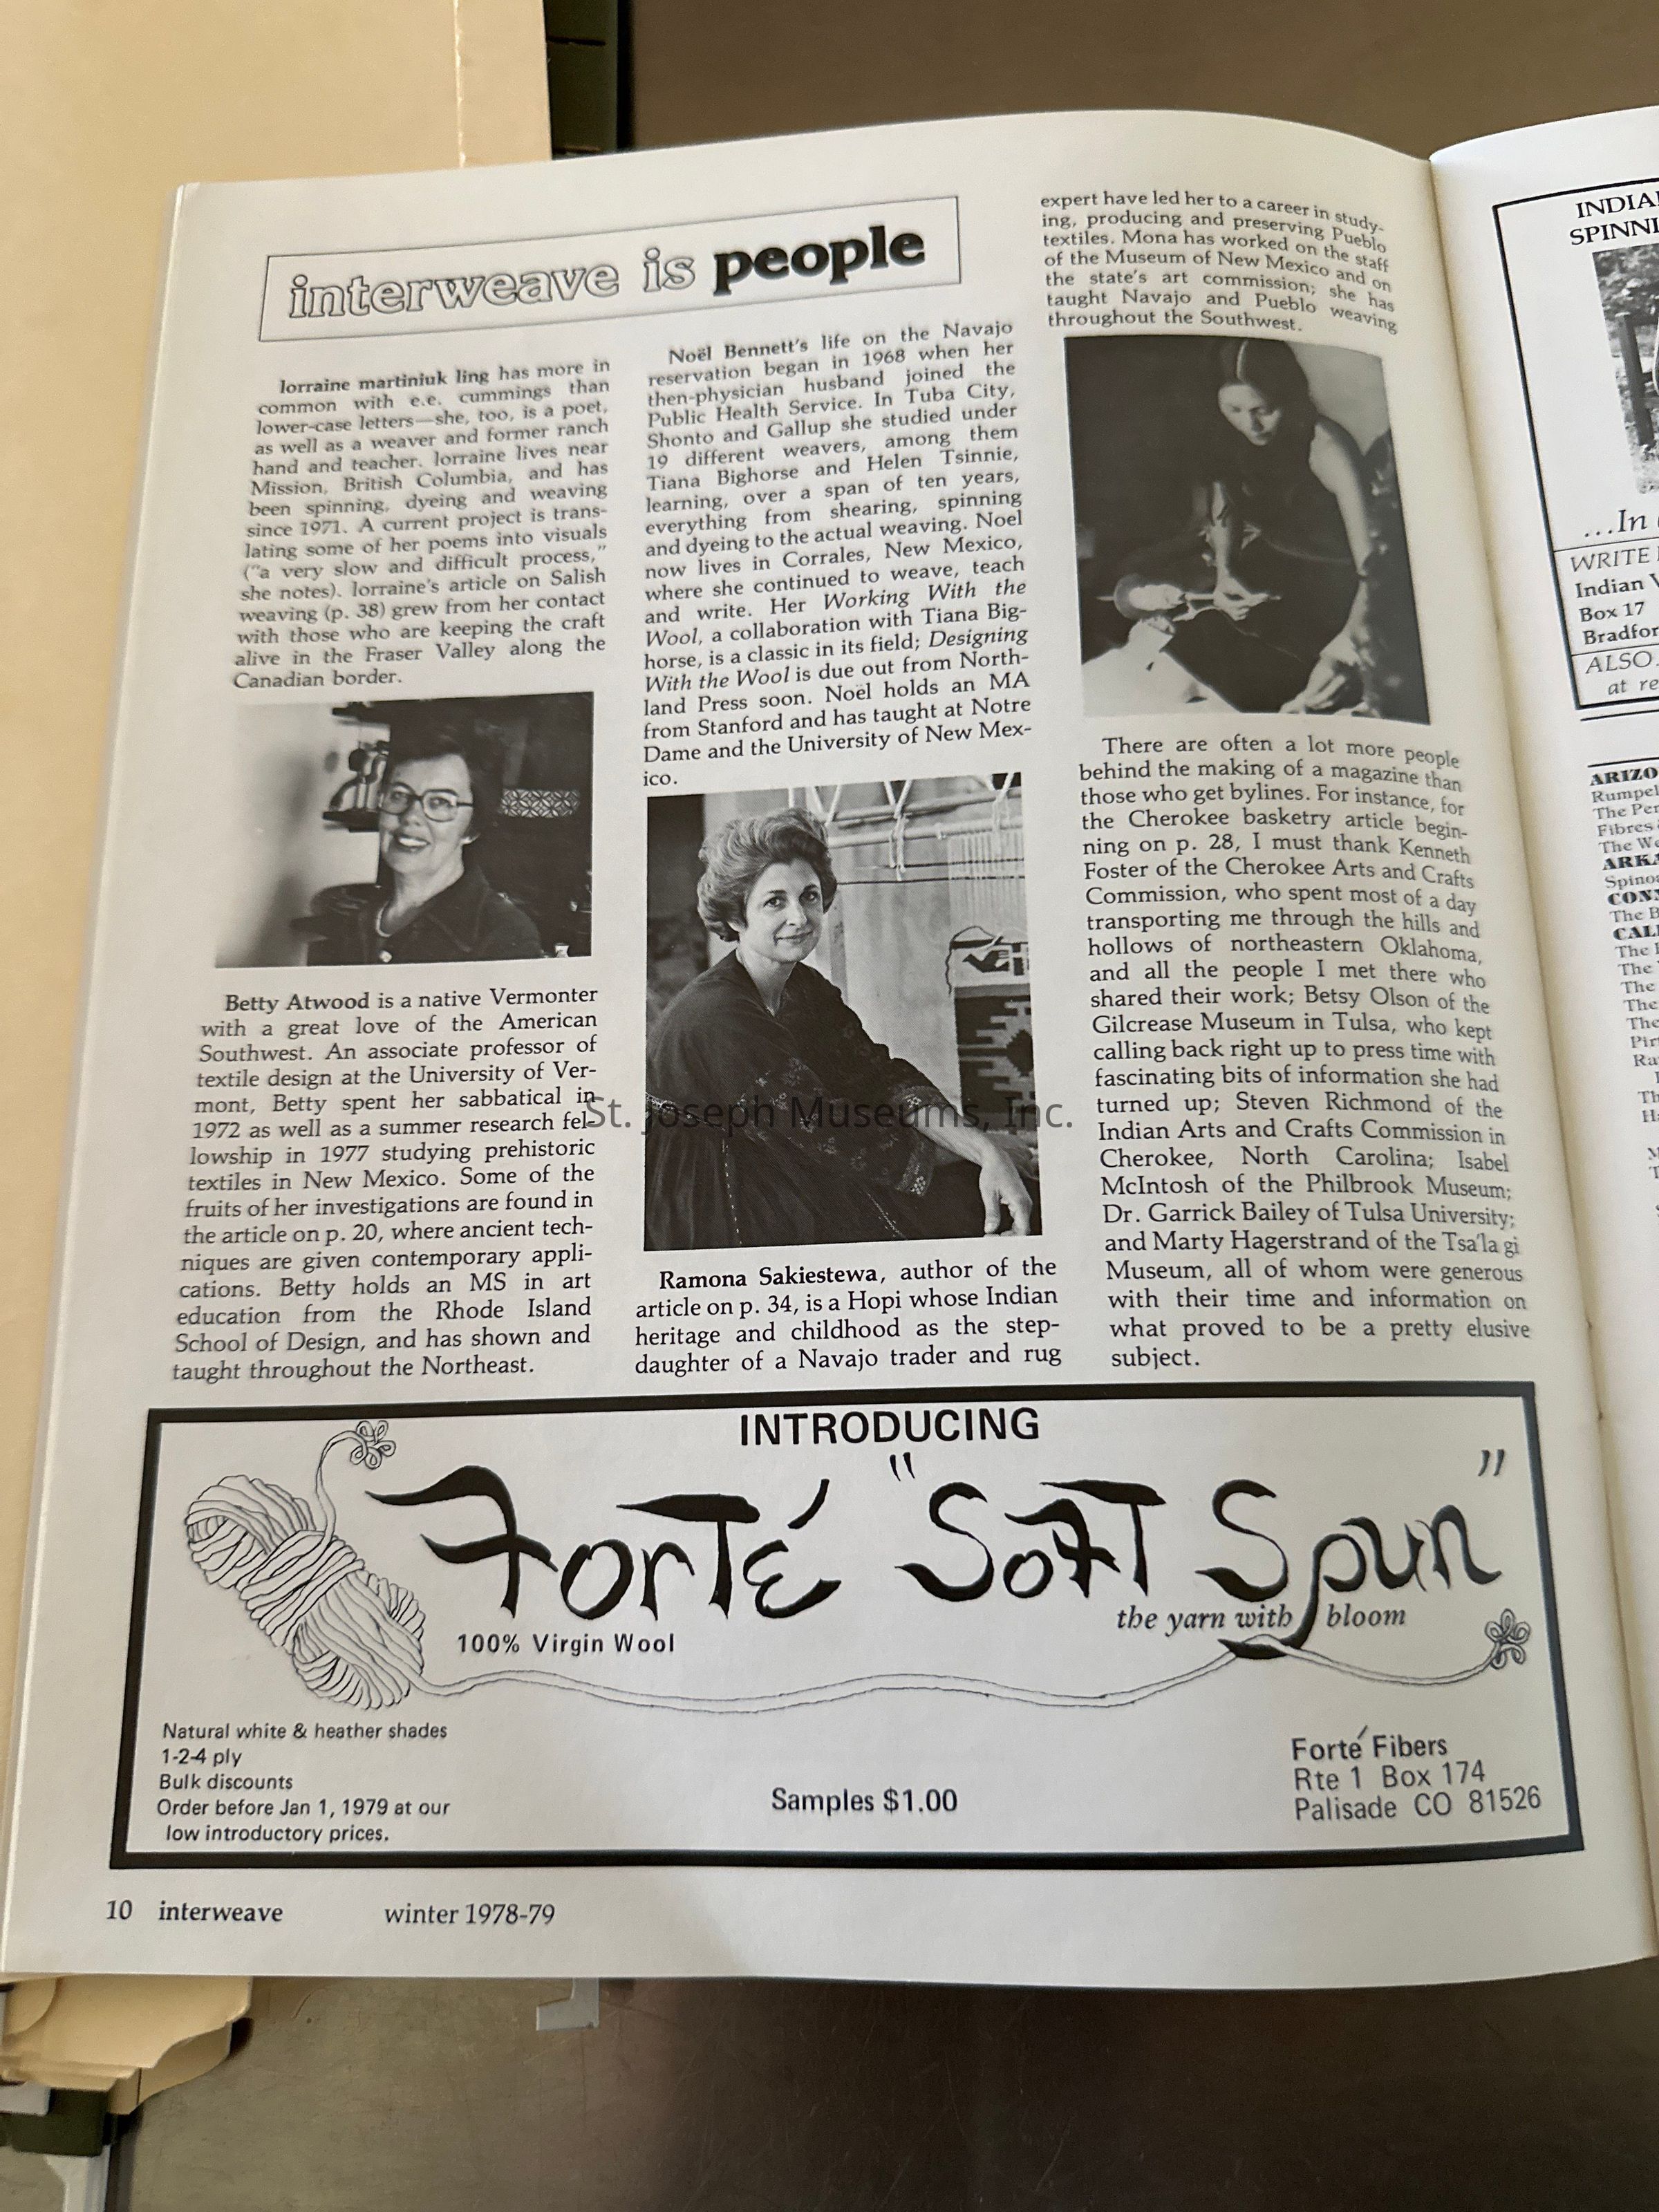 interweave is people
lorraine martiniuk ling has more in
common with e.e. cummings than
lower-case letters—she, too, is a poet,
as well as a weaver and former ranch
hand and teacher. lorraine lives near
Mission, British Columbia, and has
been spinning, dyeing and weaving
since 1971. A current project is trans-
lating some of her poems into visuals
("a very slow and difficult process,"
she notes). lorraine's article on Salish
weaving (p. 38) grew from her contact
with those who are keeping the craft
alive in the Fraser Valley along the
Canadian border.
Betty Atwood is a native Vermonter
with a great love of the American
Southwest. An associate professor of
textile design at the University of Ver-
mont, Betty spent her sabbatical in
1972 as well as a summer research fel-
lowship in 1977 studying prehistoric
textiles in New Mexico. Some of the
fruits of her investigations are found in
the article on p. 20, where ancient tech-
niques are given contemporary appli-
cations. Betty holds an MS in art
education from the Rhode Island
School of Design, and has shown and
taught throughout the Northeast.
Noël Bennett's life on the Navajo
reservation began in 1968 when her
then-physician husband joined the
Public Health Service. In Tuba City,
Shonto and Gallup she studied under
19 different weavers, among them
Tiana Bighorse and Helen Tsinnie,
learning, over a span of ten years,
everything from shearing, spinning
and dyeing to the actual weaving. Noel
now lives in Corrales, New Mexico,
where she continued to weave, teach
and write. Her Working With the
Wool, a collaboration with Tiana Big-
horse, is a classic in its field; Designing
With the Wool is due out from North-
land Press soon. Noël holds an MA
from Stanford and has taught at Notre
Dame and the University of New Mex-
ico.
Ramona Sakiestewa, author of the
article on p. 34, is a Hopi whose Indian
heritage and childhood as the step-
daughter of a Navajo trader and rug
expert have led her to a career in study-
ing, producing and preserving Pueblo
textiles. Mona has worked on the staff
of the Museum of New Mexico and on
the state's art commission; she has
taught Navajo and Pueblo weaving
throughout the Southwest.
There are often a lot more people
behind the making of a magazine than
those who get bylines. For instance, for
the Cherokee basketry article begin-
ning on p. 28, I must thank Kenneth
Foster of the Cherokee Arts and Crafts
Commission, who spent most of a day
transporting me through the hills and
hollows of northeastern Oklahoma,
and all the people I met there who
shared their work; Betsy Olson of the
Gilcrease Museum in Tulsa, who kept
calling back right up to press time with
fascinating bits of information she had
turned up; Steven Richmond of the
Indian Arts and Crafts Commission in
Cherokee, North Carolina; Isabel
McIntosh of the Philbrook Museum;
Dr. Garrick Bailey of Tulsa University;
and Marty Hagerstrand of the Tsa'la gi
Museum, all of whom were generous
with their time and information on
what proved to be a pretty elusive
subject.
St. Joseph Museums, Inc.
INTRODUCING
Forté "Soft Spun"
the yarn with bloom
100% Virgin Wool
Natural white & heather shades
1-2-4 ply
Bulk discounts
Order before Jan 1, 1979 at our
low introductory prices.
Samples $1.00
Forté Fibers
Rte 1 Box 174
Palisade CO 81526
10 interweave winter 1978-79
...In
WRITE
Indian
Box 17
ALSO
at
The
The
The
The
The
The
The